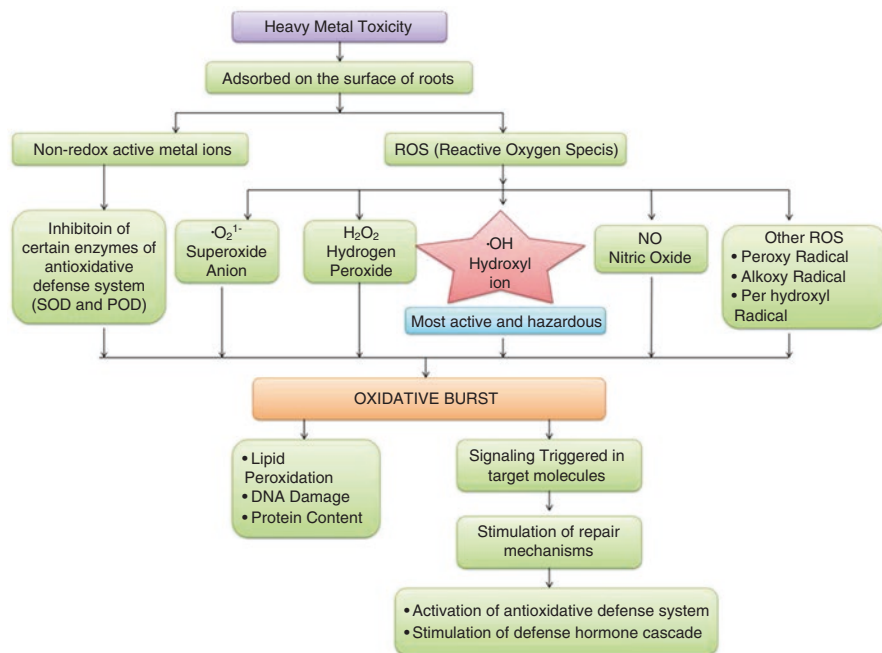 Heavy Metal Toxicity
Adsorbed on the surface of roots
Non-redox active metal ions
ROS (Reactive Oxygen Specis)
Inhibitoin of
certain enzymes of
antioxidative
defense system
(SOD and POD)
·O₂¹⁻
Superoxide
Anion
H₂O₂
Hydrogen
Peroxide
·OH
Hydroxyl
ion
Most active and hazardous
NO
Nitric Oxide
Other ROS
• Peroxy Radical
• Alkoxy Radical
• Per hydroxyl
Radical
OXIDATIVE BURST
• Lipid
Peroxidation
• DNA Damage
• Protein Content
Signaling Triggered in
target molecules
Stimulation of repair
mechanisms
• Activation of antioxidative defense system
• Stimulation of defense hormone cascade